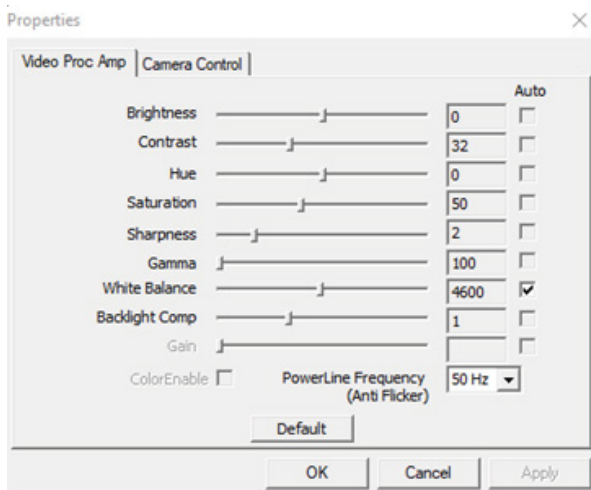 Properties
Video Proc Amp Camera Control
Auto
Brightness 0
Contrast 32
Hue 0
Saturation 50
Sharpness 2
Gamma 100
White Balance 4600
Backlight Comp 1
Gain
ColorEnable PowerLine Frequency 50 Hz
(Anti Flicker)
Default
OK Cancel Apply